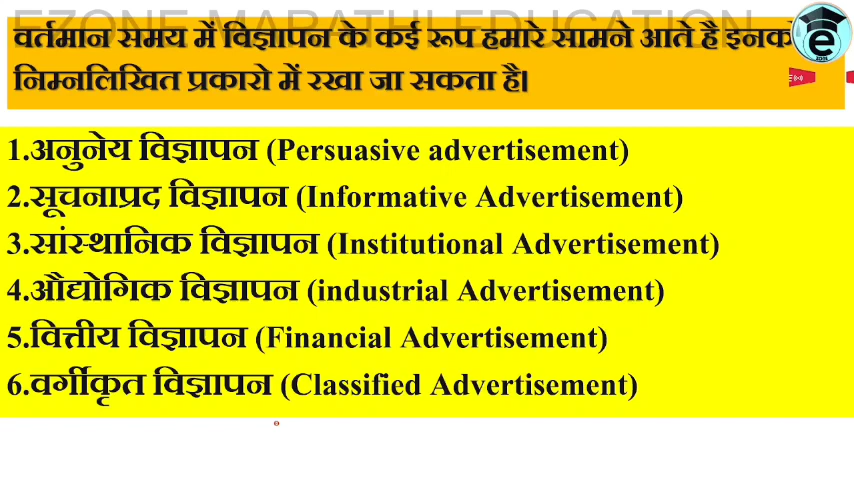 EZONE MARATHI EDUCATION
वर्तमान समय में विज्ञापन के कई रूप हमारे सामने आते है इनको
निम्नलिखित प्रकारो में रखा जा सकता है।
1.अनुनेय विज्ञापन (Persuasive advertisement)
2.सूचनाप्रद विज्ञापन (Informative Advertisement)
3.सांस्थानिक विज्ञापन (Institutional Advertisement)
4.औद्योगिक विज्ञापन (industrial Advertisement)
5.वित्तीय विज्ञापन (Financial Advertisement)
6.वर्गीकृत विज्ञापन (Classified Advertisement)